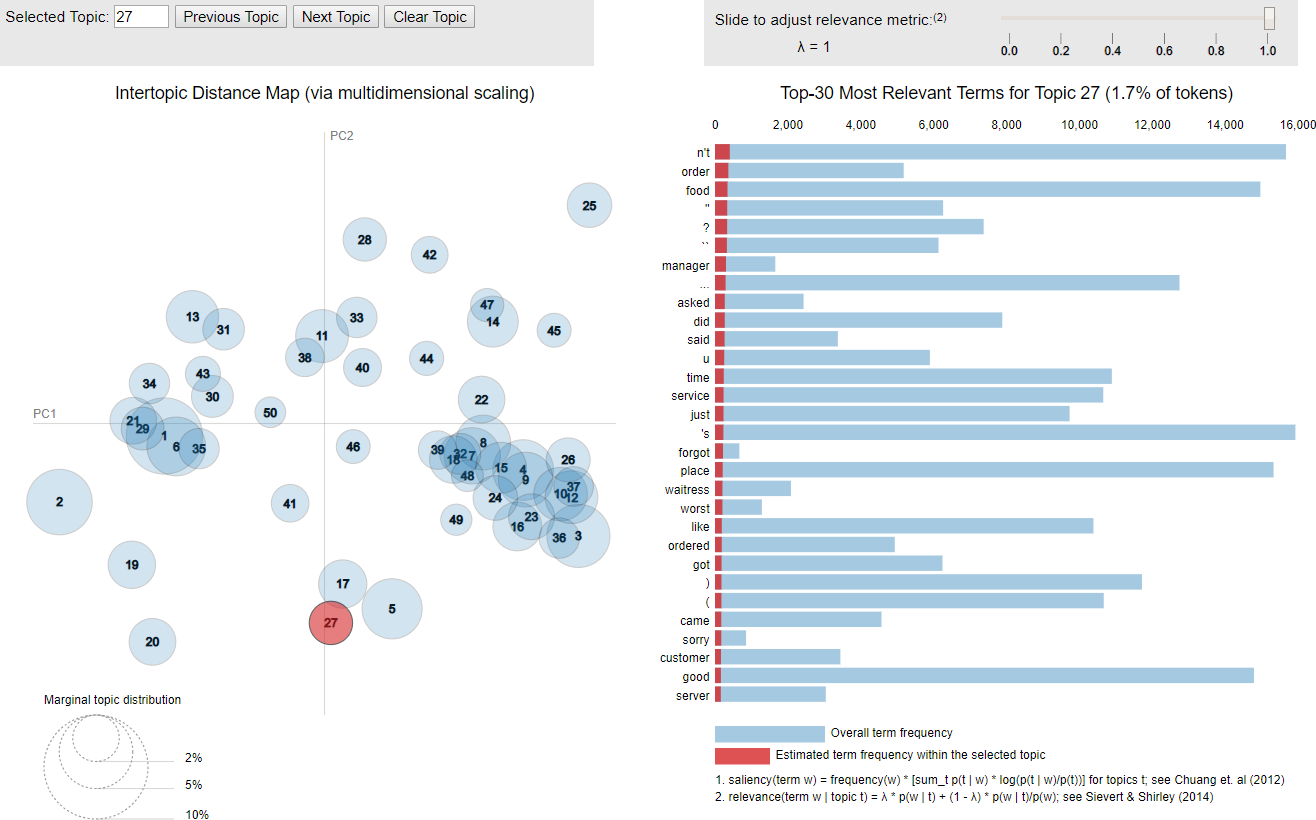 Selected Topic: 27 Previous Topic Next Topic Clear Topic
Slide to adjust relevance metric:(2)
λ = 1
0.0 0.2 0.4 0.6 0.8 1.0
Intertopic Distance Map (via multidimensional scaling)
PC2
PC1
25
28
42
47
13
33
14
31
45
11
38
44
40
43
34
30
22
50
21
29
1
8
6
35
46
39
32
7
18
26
15
4
48
9
37
10
12
24
2
41
23
49
16
36
3
19
17
5
27
20
Marginal topic distribution
2%
5%
10%
Top-30 Most Relevant Terms for Topic 27 (1.7% of tokens)
0 2,000 4,000 6,000 8,000 10,000 12,000 14,000 16,000
n't
order
food
''
?
``
manager
...
asked
did
said
u
time
service
just
's
forgot
place
waitress
worst
like
ordered
got
)
(
came
sorry
customer
good
server
Overall term frequency
Estimated term frequency within the selected topic
1. saliency(term w) = frequency(w) * [sum_t p(t | w) * log(p(t | w)/p(t))] for topics t; see Chuang et. al (2012)
2. relevance(term w | topic t) = λ * p(w | t) + (1 - λ) * p(w | t)/p(w); see Sievert & Shirley (2014)